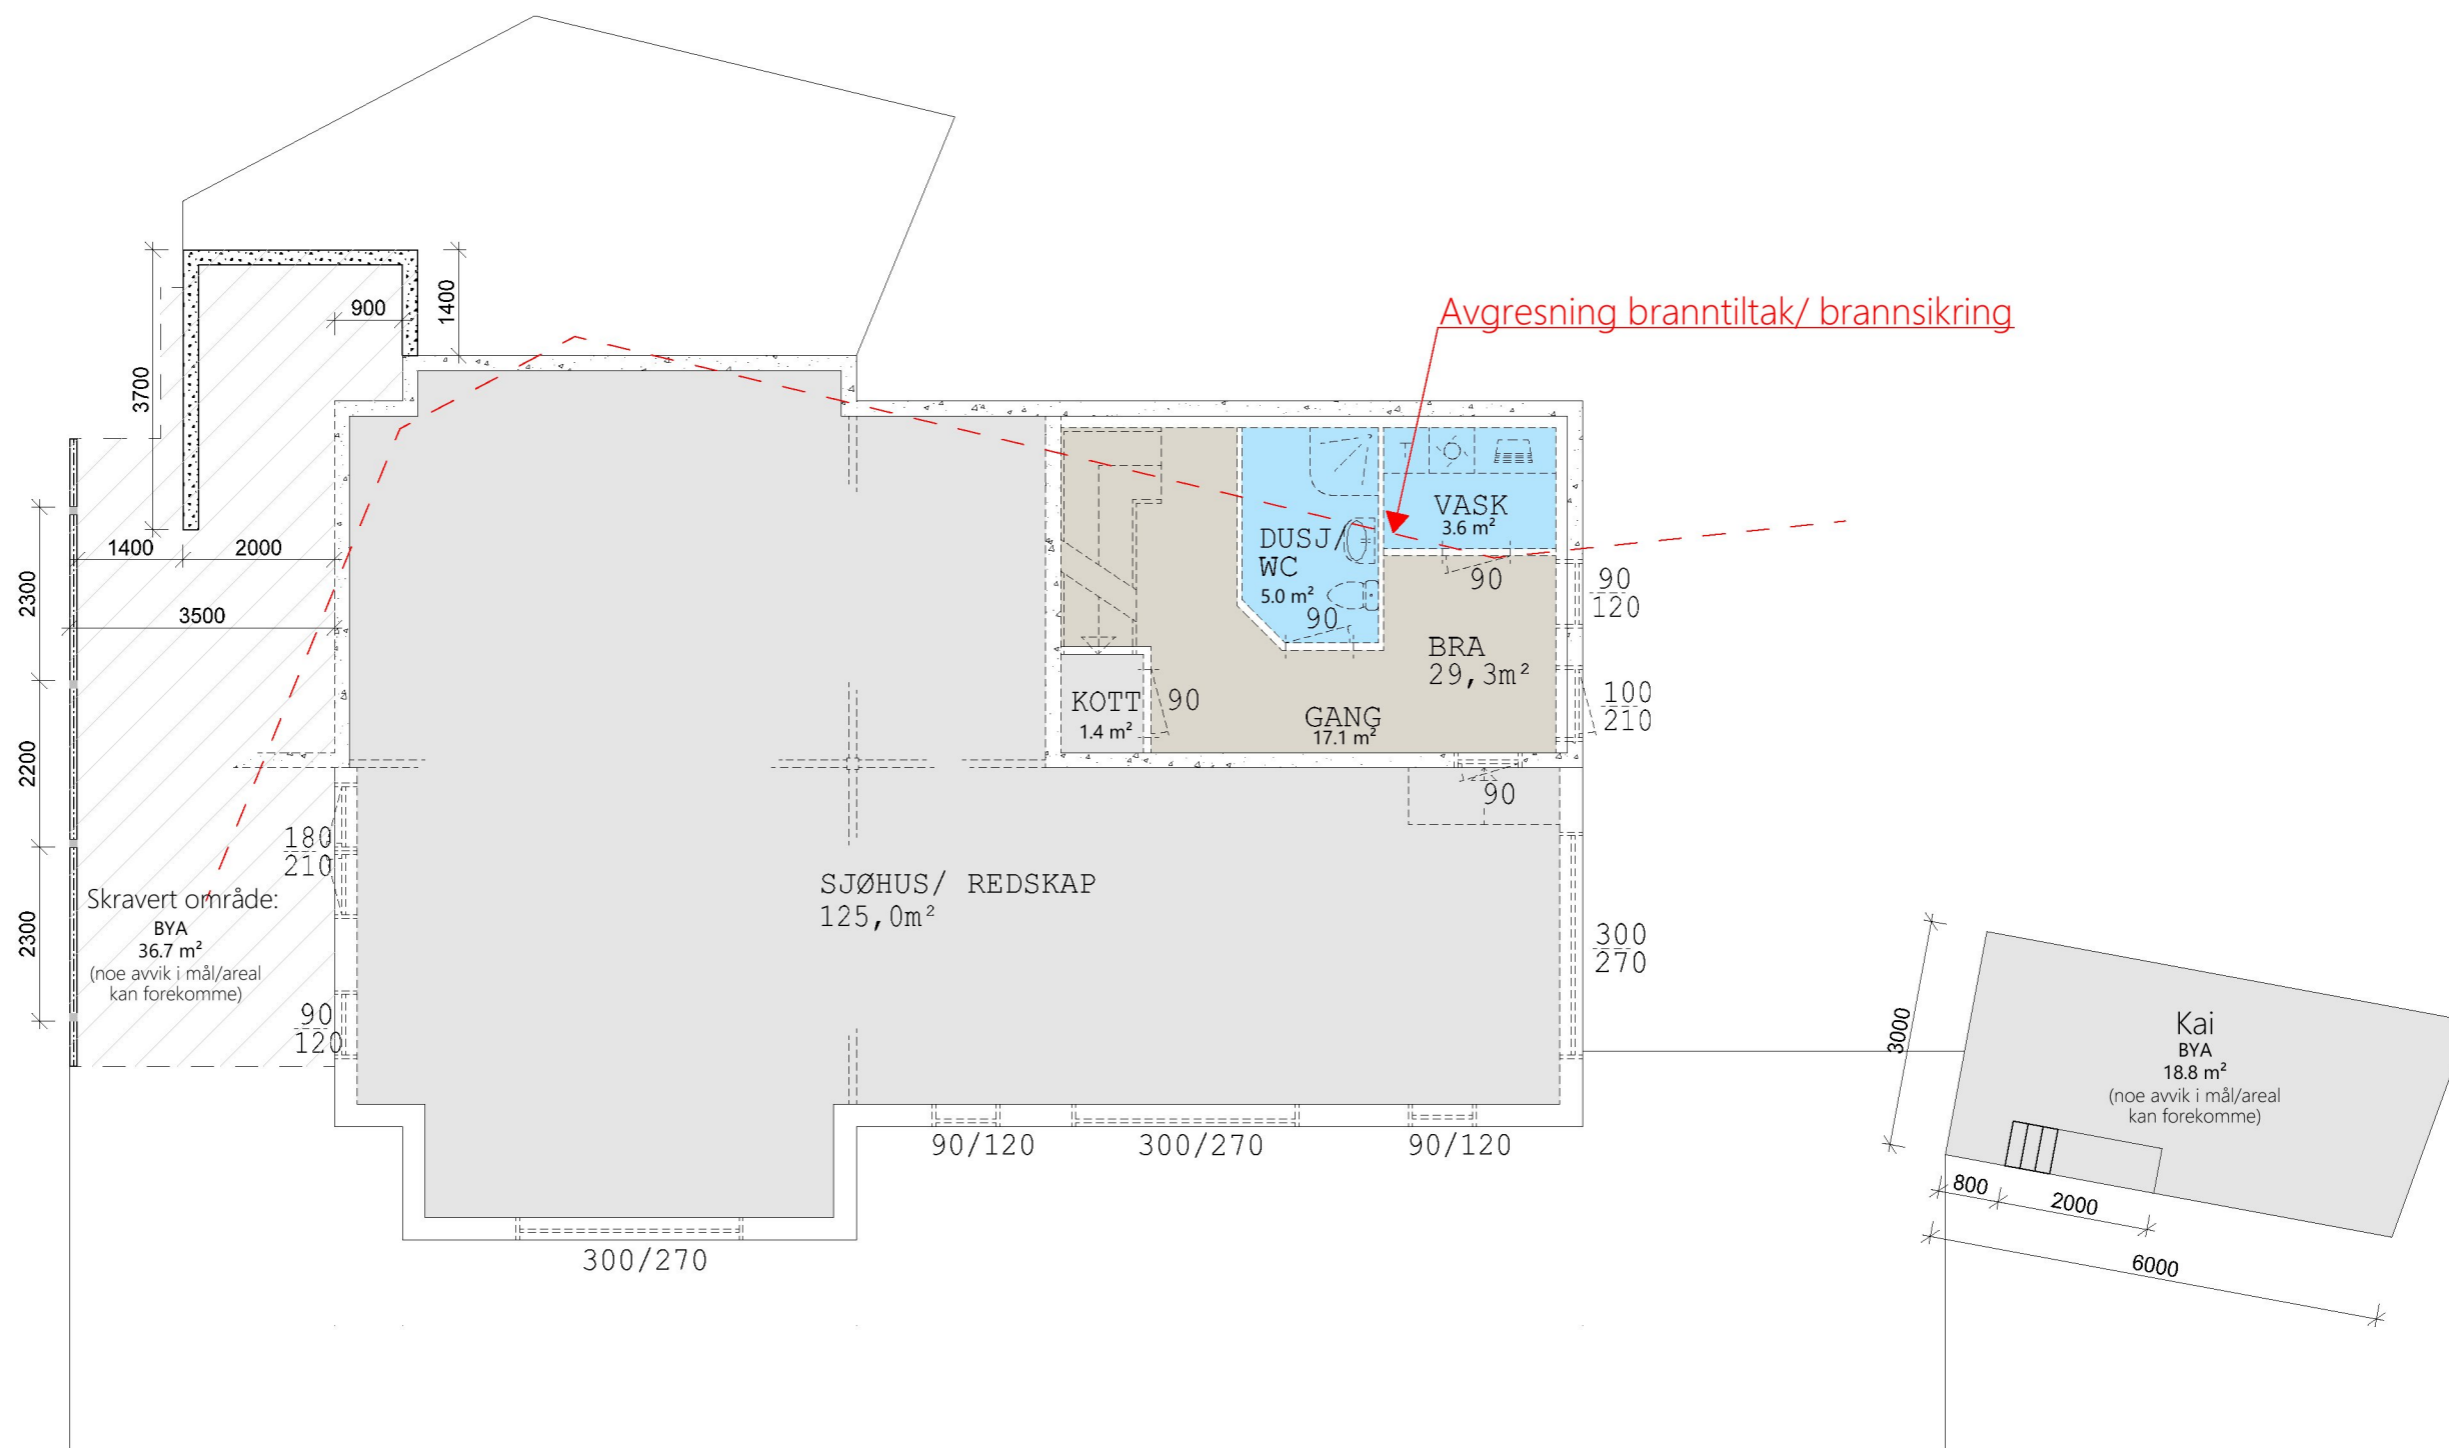 1400
900
3700
Avgresning branntiltak/ brannsikring
VASK
3.6 m²
DUSJ/
WC
5.0 m²
90
90
90
120
1400
2000
2300
3500
BRA
29,3m²
KOTT
1.4 m²
90
GANG
17.1 m²
100
210
2200
90
180
210
SJØHUS/ REDSKAP
125,0m²
Skravert område:
BYA
36.7 m²
(noe avvik i mål/areal
kan forekomme)
2300
300
270
90
120
3000
Kai
BYA
18.8 m²
(noe avvik i mål/areal
kan forekomme)
90/120
300/270
90/120
800
2000
6000
300/270